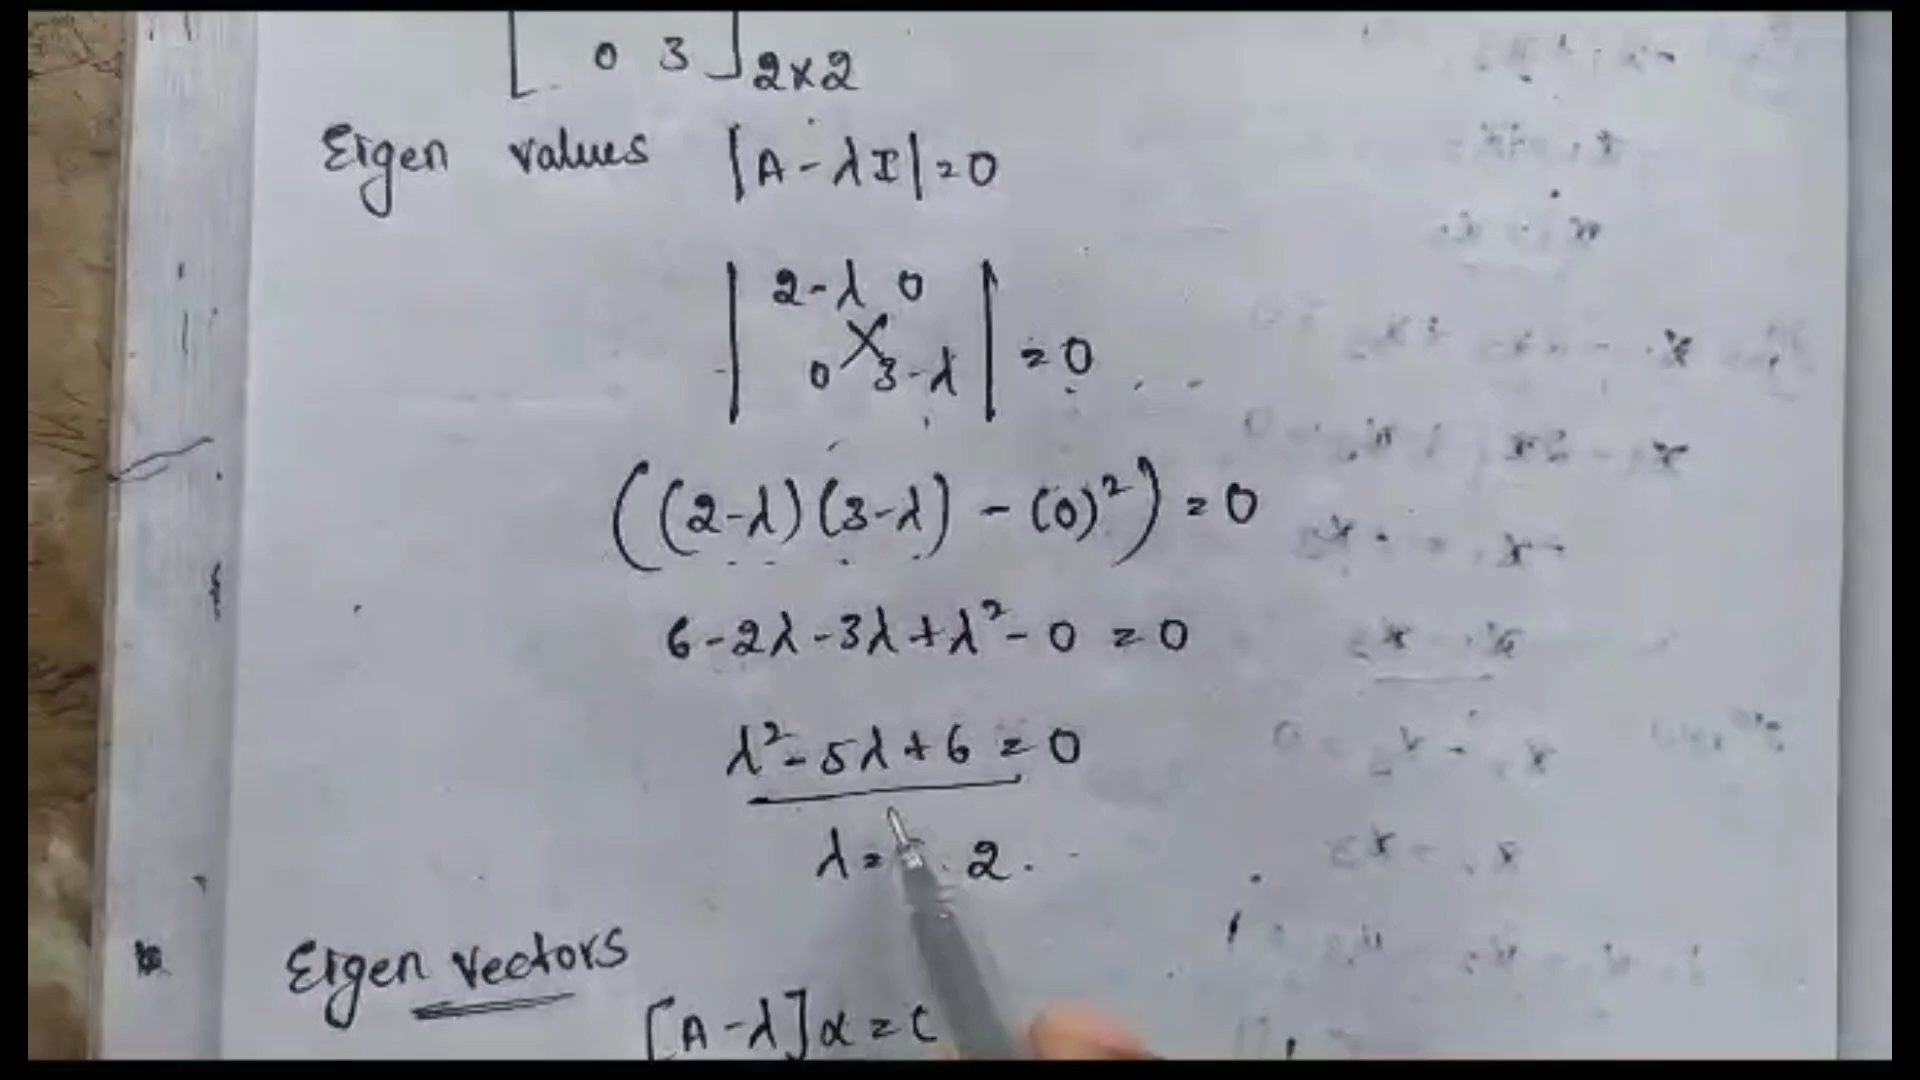 0 3 ]2x2
Eigen values |A-λI|=0
| 2-λ 0 |
| 0 3-λ | =0
((2-λ)(3-λ) - (0)²) = 0
6-2λ-3λ+λ²-0 = 0
λ²-5λ+6 = 0
λ= 2.
Eigen vectors
[A-λ]x=